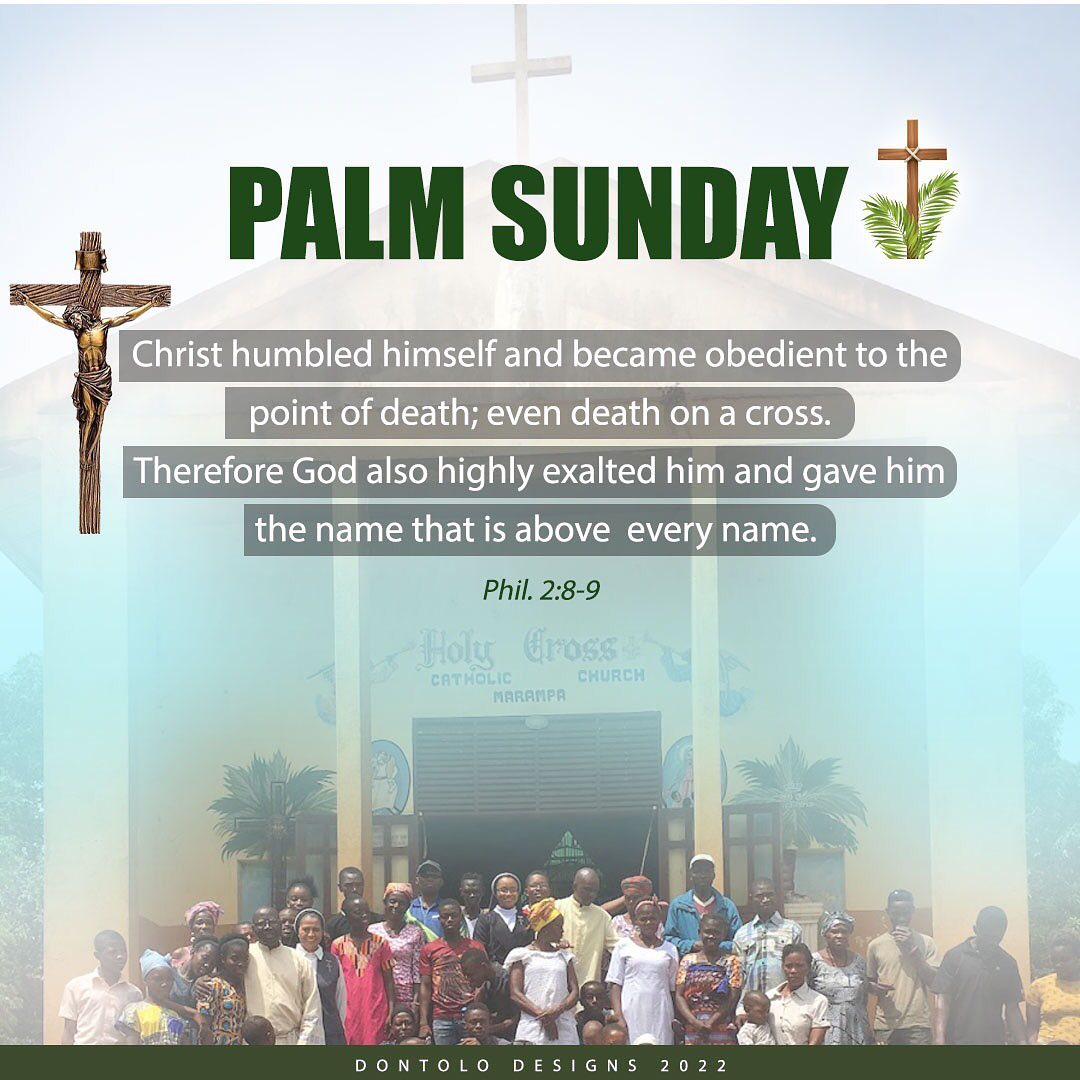 PALM SUNDAY
Christ humbled himself and became obedient to the
point of death; even death on a cross.
Therefore God also highly exalted him and gave him
the name that is above  every name.
Phil. 2:8-9
Holy Cross
CATHOLIC CHURCH
MARAMPA
DONTOLO DESIGNS 2022